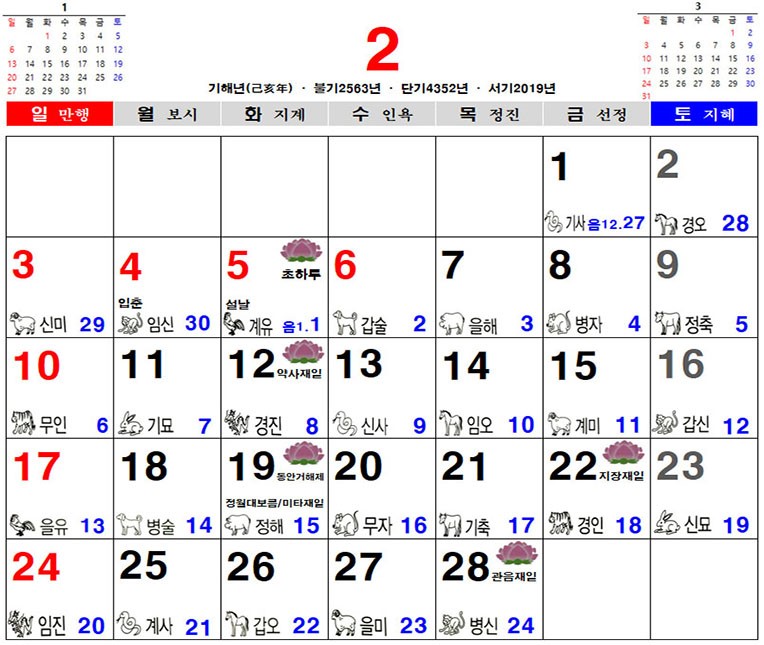 1
일 월 화 수 목 금 토
1 2 3 4 5
6 7 8 9 10 11 12
13 14 15 16 17 18 19
20 21 22 23 24 25 26
27 28 29 30 31
2
기해년(己亥年) · 불기2563년 · 단기4352년 · 서기2019년
3
일 월 화 수 목 금 토
1 2
3 4 5 6 7 8 9
10 11 12 13 14 15 16
17 18 19 20 21 22 23
24 25 26 27 28 29 30
31
일 만행 월 보시 화 지계 수 인욕 목 정진 금 선정 토 지혜
1 2
기사 음12.27 경오 28
3 4 5 초하루 6 7 8 9
입춘 설날
신미 29 임신 30 계유 음1.1 갑술 2 을해 3 병자 4 정축 5
10 11 12 약사재일 13 14 15 16
무인 6 기묘 7 경진 8 신사 9 임오 10 계미 11 갑신 12
17 18 19 동안거해제 20 21 22 지장재일 23
정월대보름/미타재일
을유 13 병술 14 정해 15 무자 16 기축 17 경인 18 신묘 19
24 25 26 27 28 관음재일
임진 20 계사 21 갑오 22 을미 23 병신 24